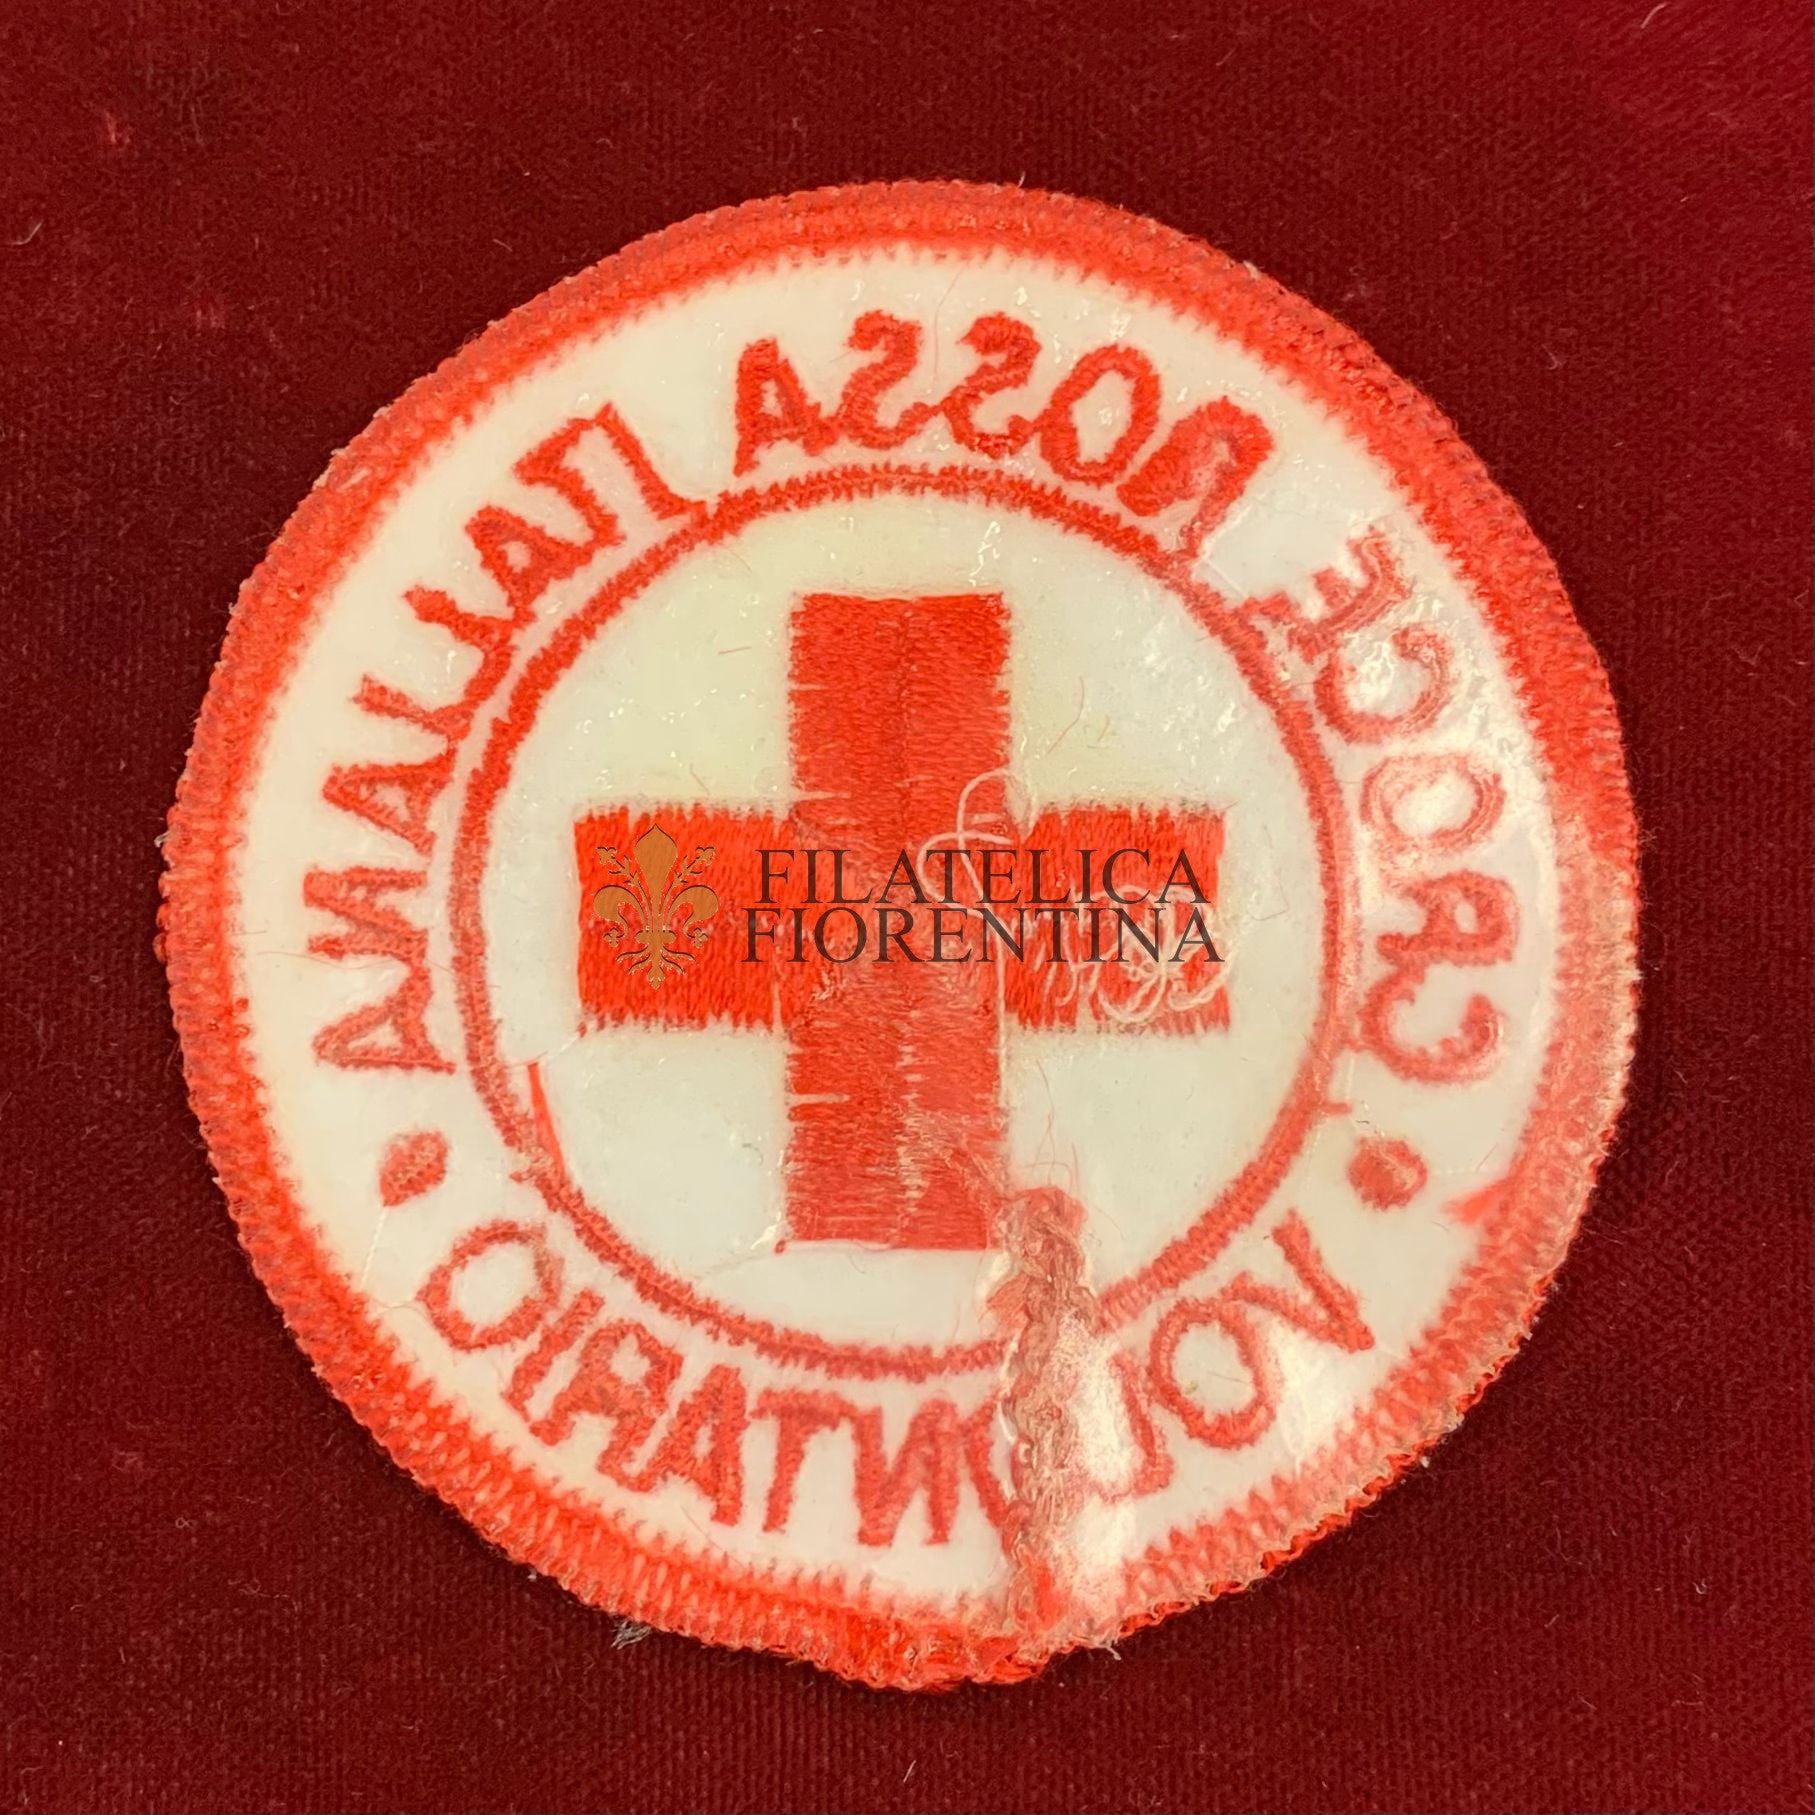 CROCE ROSSA ITALIANA
• VOLONTARIO •
FILATELICA
FIORENTINA